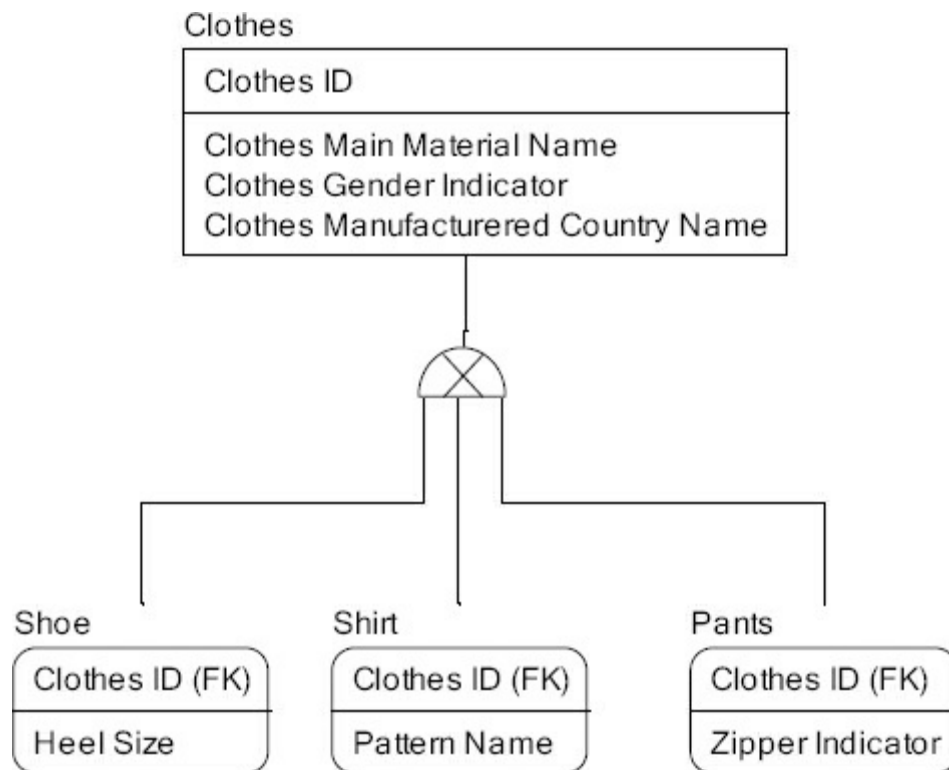 Clothes
Clothes ID
Clothes Main Material Name
Clothes Gender Indicator
Clothes Manufacturered Country Name
Shoe
Clothes ID (FK)
Heel Size
Shirt
Clothes ID (FK)
Pattern Name
Pants
Clothes ID (FK)
Zipper Indicator